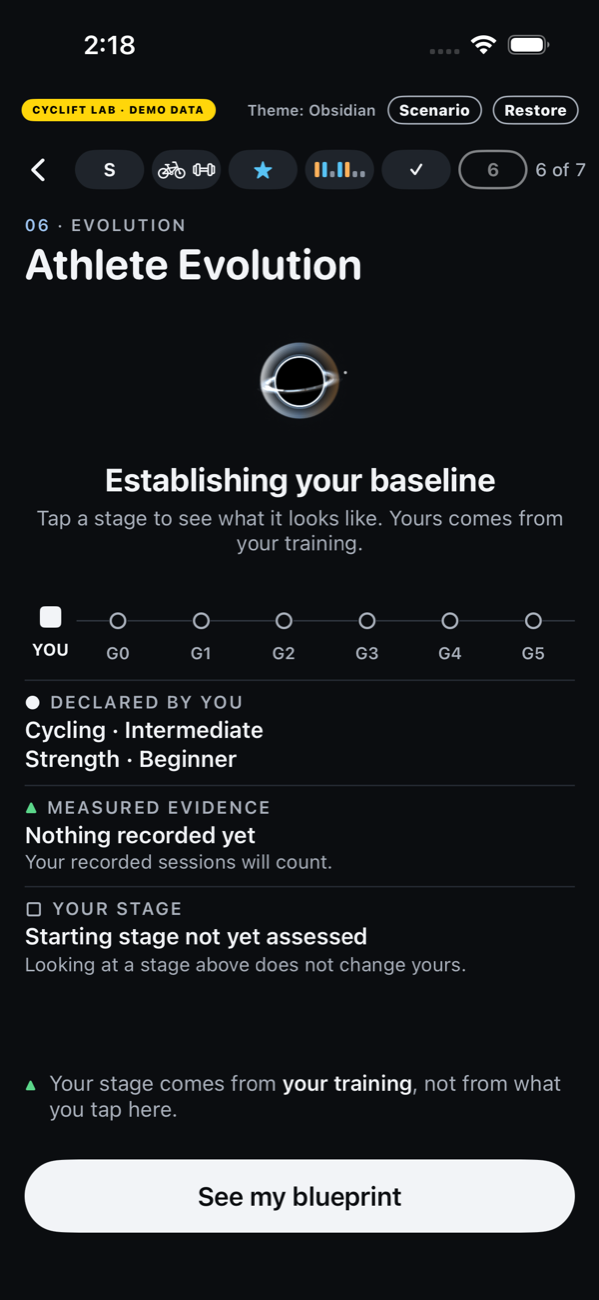 2:18
CYCLIFT LAB · DEMO DATA
Theme: Obsidian
Scenario
Restore
S
6
6 of 7
06 · EVOLUTION
Athlete Evolution
Establishing your baseline
Tap a stage to see what it looks like. Yours comes from
your training.
YOU
G0
G1
G2
G3
G4
G5
DECLARED BY YOU
Cycling · Intermediate
Strength · Beginner
MEASURED EVIDENCE
Nothing recorded yet
Your recorded sessions will count.
YOUR STAGE
Starting stage not yet assessed
Looking at a stage above does not change yours.
Your stage comes from your training, not from what
you tap here.
See my blueprint